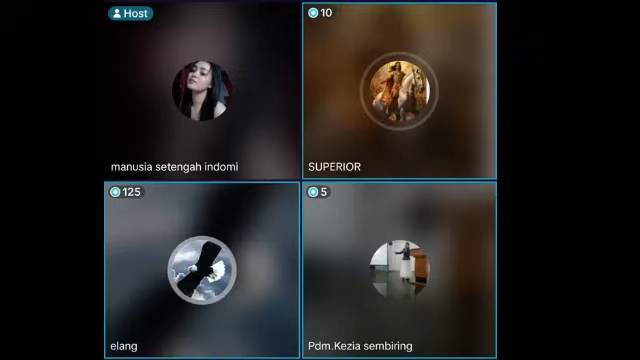 Host
10
manusia setengah indomi
SUPERIOR
125
5
elang
Pdm.Kezia sembiring